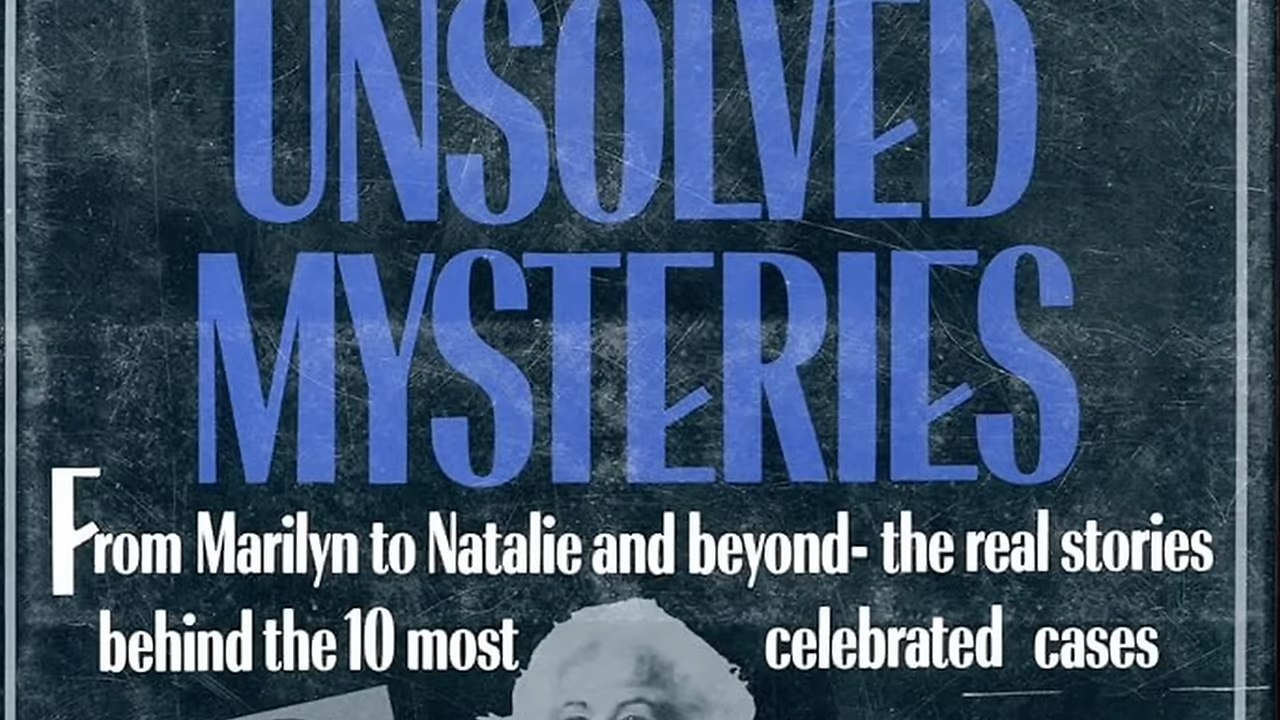 UNSOLVED
MYSTERIES
From Marilyn to Natalie and beyond- the real stories
behind the 10 most celebrated cases